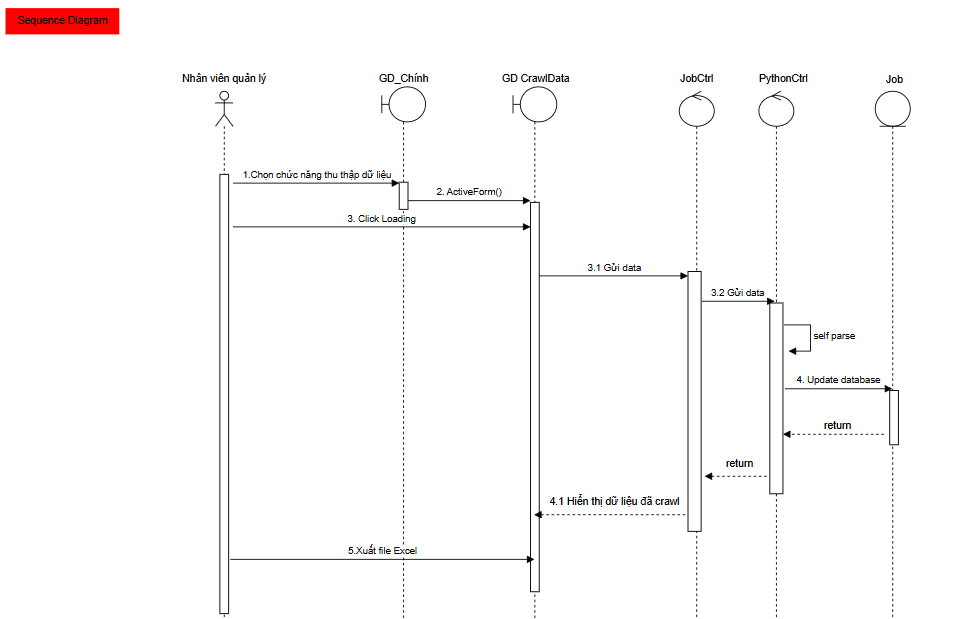 Sequence Diagram
Nhân viên quản lý
GD_Chính
GD CrawlData
JobCtrl
PythonCtrl
Job
1.Chọn chức năng thu thập dữ liệu
2. ActiveForm()
3. Click Loading
3.1 Gửi data
3.2 Gửi data
self parse
4. Update database
return
return
4.1 Hiển thị dữ liệu đã crawl
5.Xuất file Excel